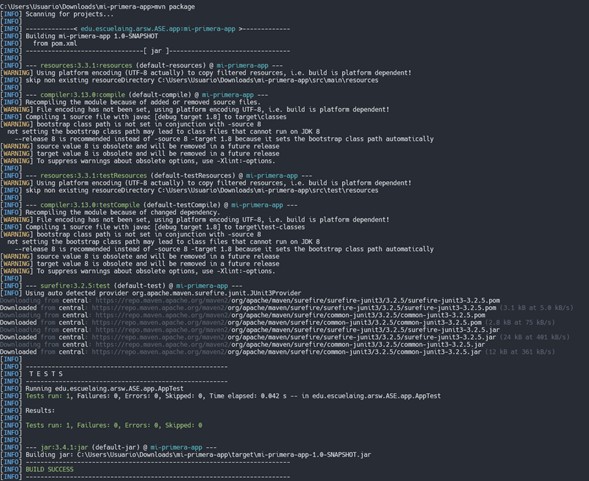 C:\Users\Usuario\Downloads\mi-primera-app>mvn package
[INFO] Scanning for projects...
[INFO]
[INFO] -------------< edu.escuelaing.arsw.ASE.app:mi-primera-app >-------------
[INFO] Building mi-primera-app 1.0-SNAPSHOT
[INFO]   from pom.xml
[INFO] --------------------------------[ jar ]---------------------------------
[INFO]
[INFO] --- resources:3.3.1:resources (default-resources) @ mi-primera-app ---
[WARNING] Using platform encoding (UTF-8 actually) to copy filtered resources, i.e. build is platform dependent!
[INFO] skip non existing resourceDirectory C:\Users\Usuario\Downloads\mi-primera-app\src\main\resources
[INFO]
[INFO] --- compiler:3.13.0:compile (default-compile) @ mi-primera-app ---
[INFO] Recompiling the module because of added or removed source files.
[WARNING] File encoding has not been set, using platform encoding UTF-8, i.e. build is platform dependent!
[INFO] Compiling 1 source file with javac [debug target 1.8] to target\classes
[WARNING] bootstrap class path is not set in conjunction with -source 8
  not setting the bootstrap class path may lead to class files that cannot run on JDK 8
    --release 8 is recommended instead of -source 8 -target 1.8 because it sets the bootstrap class path automatically
[WARNING] source value 8 is obsolete and will be removed in a future release
[WARNING] target value 8 is obsolete and will be removed in a future release
[WARNING] To suppress warnings about obsolete options, use -Xlint:-options.
[INFO]
[INFO] --- resources:3.3.1:testResources (default-testResources) @ mi-primera-app ---
[WARNING] Using platform encoding (UTF-8 actually) to copy filtered resources, i.e. build is platform dependent!
[INFO] skip non existing resourceDirectory C:\Users\Usuario\Downloads\mi-primera-app\src\test\resources
[INFO]
[INFO] --- compiler:3.13.0:testCompile (default-testCompile) @ mi-primera-app ---
[INFO] Recompiling the module because of changed dependency.
[WARNING] File encoding has not been set, using platform encoding UTF-8, i.e. build is platform dependent!
[INFO] Compiling 1 source file with javac [debug target 1.8] to target\test-classes
[WARNING] bootstrap class path is not set in conjunction with -source 8
  not setting the bootstrap class path may lead to class files that cannot run on JDK 8
    --release 8 is recommended instead of -source 8 -target 1.8 because it sets the bootstrap class path automatically
[WARNING] source value 8 is obsolete and will be removed in a future release
[WARNING] target value 8 is obsolete and will be removed in a future release
[WARNING] To suppress warnings about obsolete options, use -Xlint:-options.
[INFO]
[INFO] --- surefire:3.2.5:test (default-test) @ mi-primera-app ---
[INFO] Using auto detected provider org.apache.maven.surefire.junit.JUnit3Provider
Downloading from central: https://repo.maven.apache.org/maven2/org/apache/maven/surefire/surefire-junit3/3.2.5/surefire-junit3-3.2.5.pom
Downloaded from central: https://repo.maven.apache.org/maven2/org/apache/maven/surefire/surefire-junit3/3.2.5/surefire-junit3-3.2.5.pom (3.1 kB at 5.0 kB/s)
Downloading from central: https://repo.maven.apache.org/maven2/org/apache/maven/surefire/common-junit3/3.2.5/common-junit3-3.2.5.pom
Downloaded from central: https://repo.maven.apache.org/maven2/org/apache/maven/surefire/common-junit3/3.2.5/common-junit3-3.2.5.pom (2.8 kB at 75 kB/s)
Downloading from central: https://repo.maven.apache.org/maven2/org/apache/maven/surefire/surefire-junit3/3.2.5/surefire-junit3-3.2.5.jar
Downloaded from central: https://repo.maven.apache.org/maven2/org/apache/maven/surefire/surefire-junit3/3.2.5/surefire-junit3-3.2.5.jar (24 kB at 401 kB/s)
Downloading from central: https://repo.maven.apache.org/maven2/org/apache/maven/surefire/common-junit3/3.2.5/common-junit3-3.2.5.jar
Downloaded from central: https://repo.maven.apache.org/maven2/org/apache/maven/surefire/common-junit3/3.2.5/common-junit3-3.2.5.jar (12 kB at 361 kB/s)
[INFO]
[INFO] -------------------------------------------------------
[INFO]  T E S T S
[INFO] -------------------------------------------------------
[INFO] Running edu.escuelaing.arsw.ASE.app.AppTest
[INFO] Tests run: 1, Failures: 0, Errors: 0, Skipped: 0, Time elapsed: 0.042 s -- in edu.escuelaing.arsw.ASE.app.AppTest
[INFO]
[INFO] Results:
[INFO]
[INFO] Tests run: 1, Failures: 0, Errors: 0, Skipped: 0
[INFO]
[INFO]
[INFO] --- jar:3.4.1:jar (default-jar) @ mi-primera-app ---
[INFO] Building jar: C:\Users\Usuario\Downloads\mi-primera-app\target\mi-primera-app-1.0-SNAPSHOT.jar
[INFO] ------------------------------------------------------------------------
[INFO] BUILD SUCCESS
[INFO] ------------------------------------------------------------------------